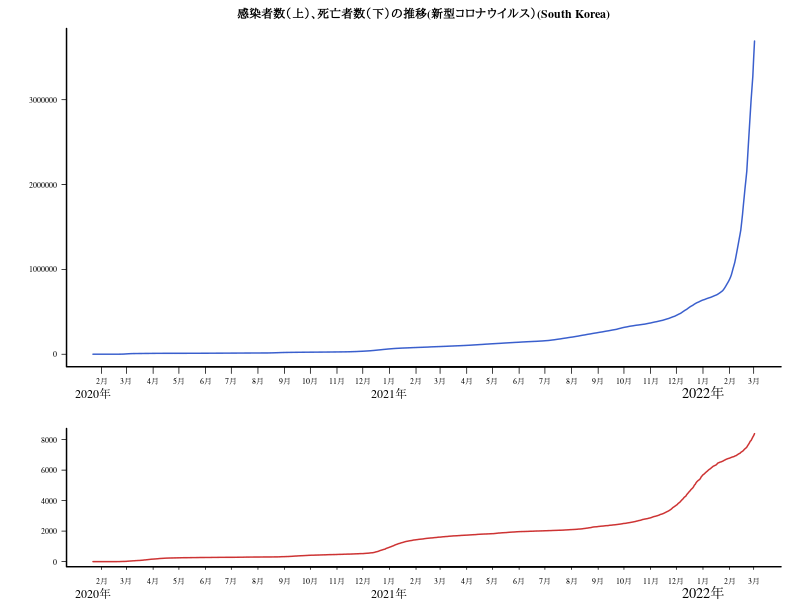 感染者数（上）、死亡者数（下）の推移(新型コロナウイルス）(South Korea)
3000000
2000000
1000000
0
2月 3月 4月 5月 6月 7月 8月 9月 10月 11月 12月 1月 2月 3月 4月 5月 6月 7月 8月 9月 10月 11月 12月 1月 2月 3月
2020年 2021年 2022年
8000
6000
4000
2000
0
2月 3月 4月 5月 6月 7月 8月 9月 10月 11月 12月 1月 2月 3月 4月 5月 6月 7月 8月 9月 10月 11月 12月 1月 2月 3月
2020年 2021年 2022年